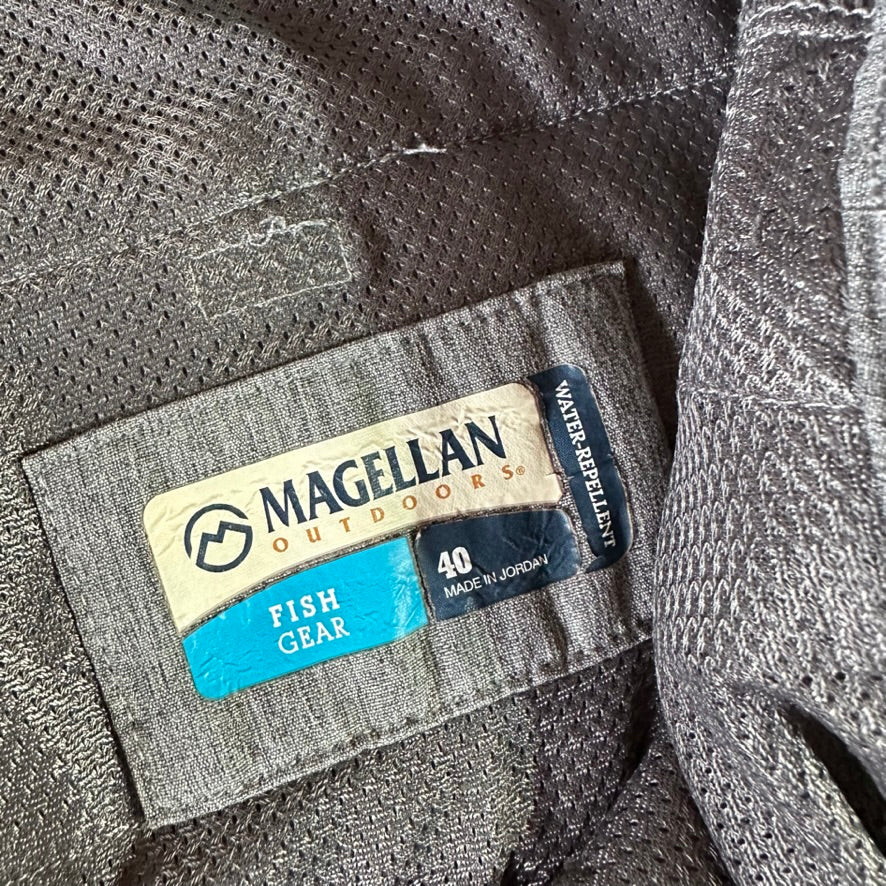 MAGELLAN
OUTDOORS®
WATER-REPELLENT
FISH
GEAR
40
MADE IN JORDAN